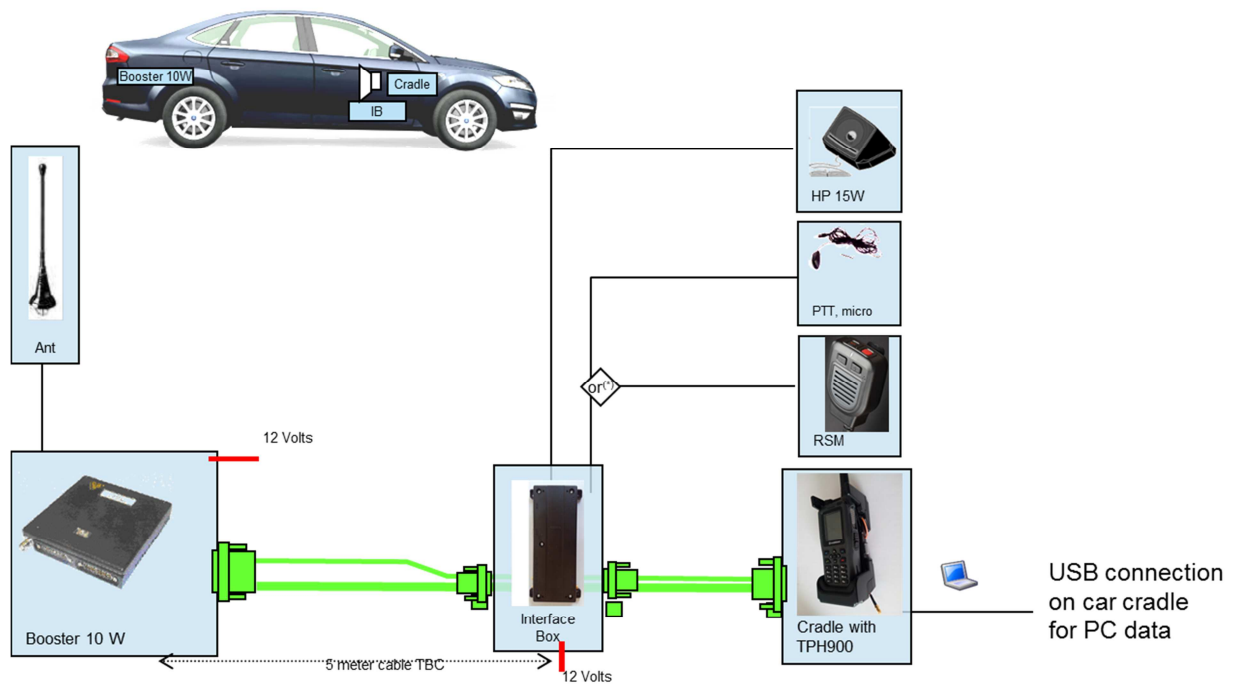 Booster 10W
Cradle
IB
HP 15W
Ant
PTT, micro
or(*)
RSM
12 Volts
Booster 10 W
Interface
Box
Cradle with
TPH900
USB connection
on car cradle
for PC data
5 meter cable TBC
12 Volts